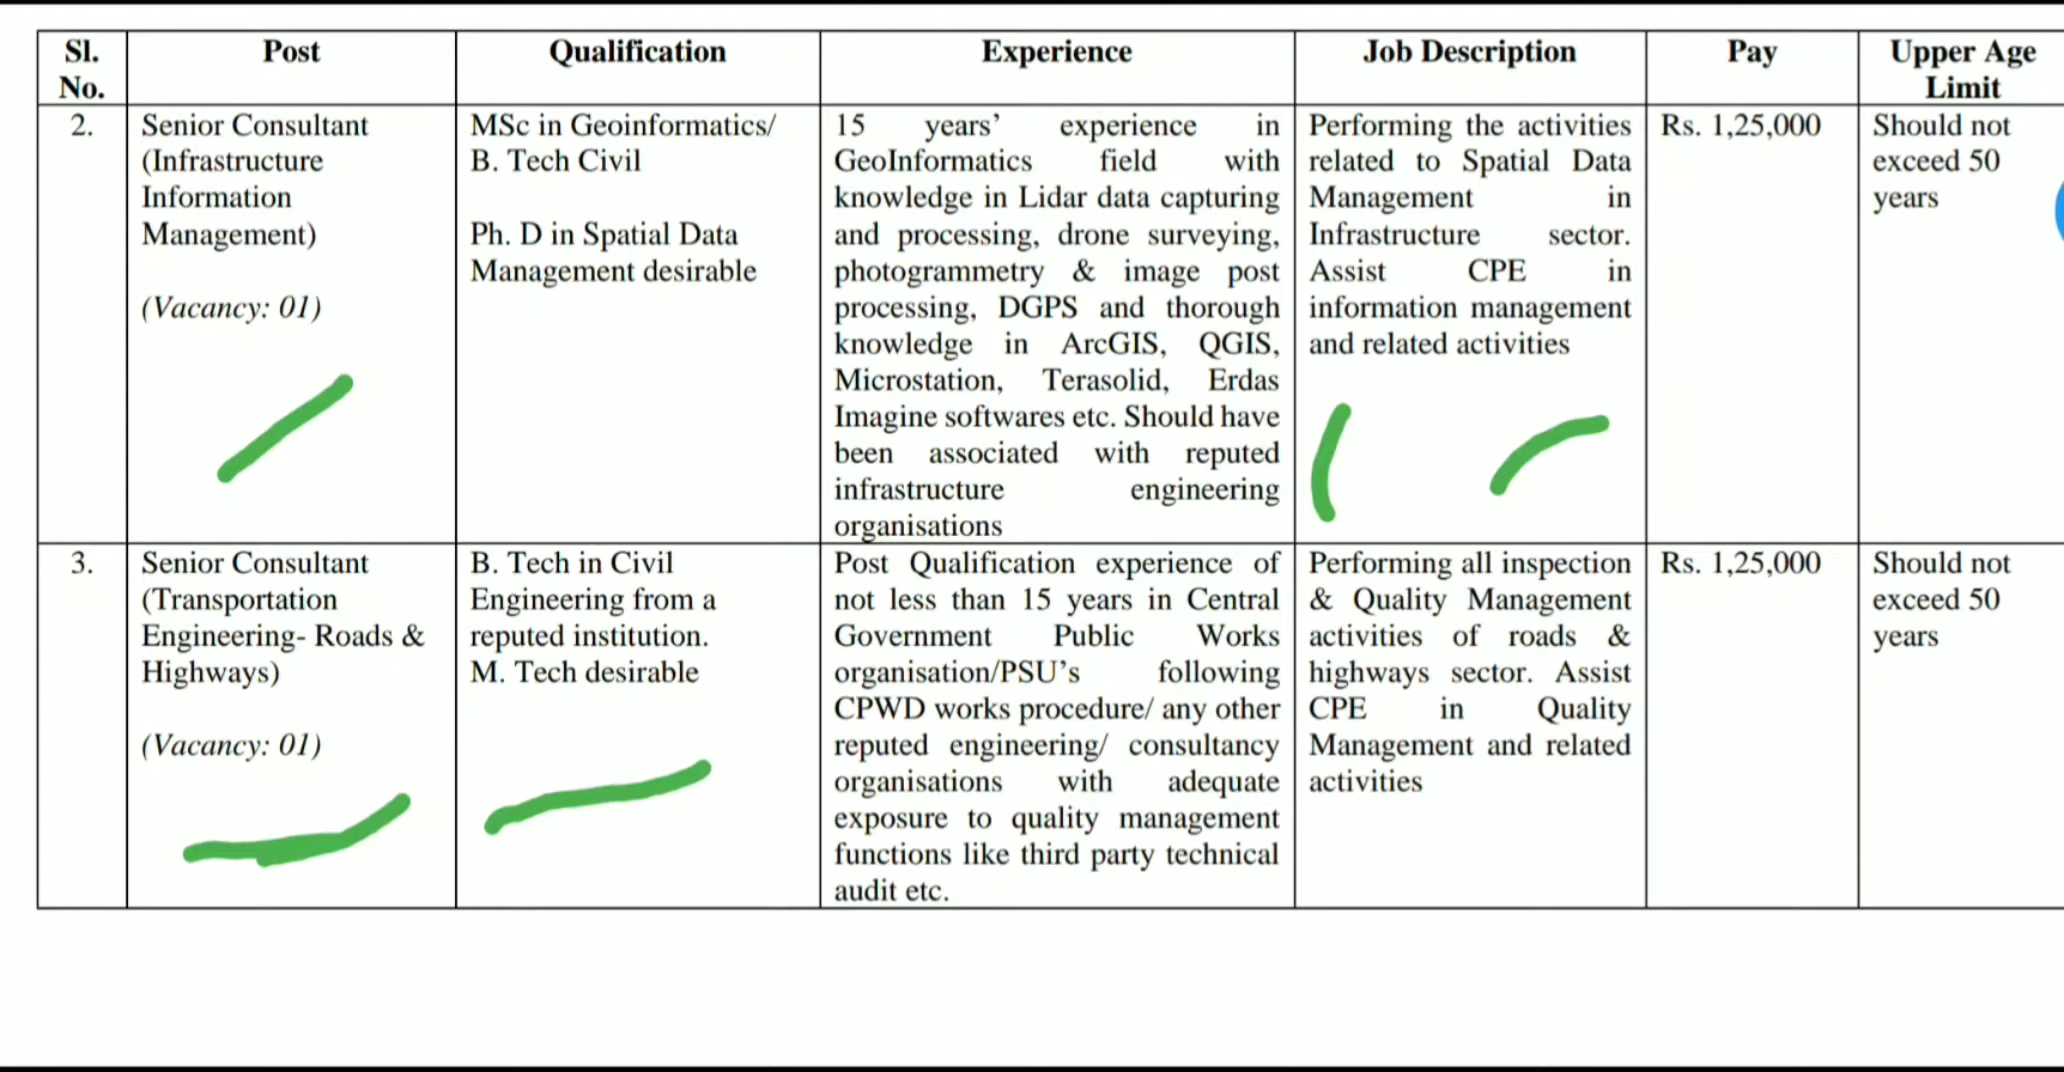 Sl. No. Post Qualification Experience Job Description Pay Upper Age Limit
2.
Senior Consultant
(Infrastructure
Information
Management)
(Vacancy: 01)
MSc in Geoinformatics/
B. Tech Civil
Ph. D in Spatial Data
Management desirable
15 years’ experience in
GeoInformatics field with
knowledge in Lidar data capturing
and processing, drone surveying,
photogrammetry & image post
processing, DGPS and thorough
knowledge in ArcGIS, QGIS,
Microstation, Terasolid, Erdas
Imagine softwares etc. Should have
been associated with reputed
infrastructure engineering
organisations
Performing the activities
related to Spatial Data
Management in
Infrastructure sector.
Assist CPE in
information management
and related activities
Rs. 1,25,000
Should not
exceed 50
years
3.
Senior Consultant
(Transportation
Engineering- Roads &
Highways)
(Vacancy: 01)
B. Tech in Civil
Engineering from a
reputed institution.
M. Tech desirable
Post Qualification experience of
not less than 15 years in Central
Government Public Works
organisation/PSU’s following
CPWD works procedure/ any other
reputed engineering/ consultancy
organisations with adequate
exposure to quality management
functions like third party technical
audit etc.
Performing all inspection
& Quality Management
activities of roads &
highways sector. Assist
CPE in Quality
Management and related
activities
Rs. 1,25,000
Should not
exceed 50
years